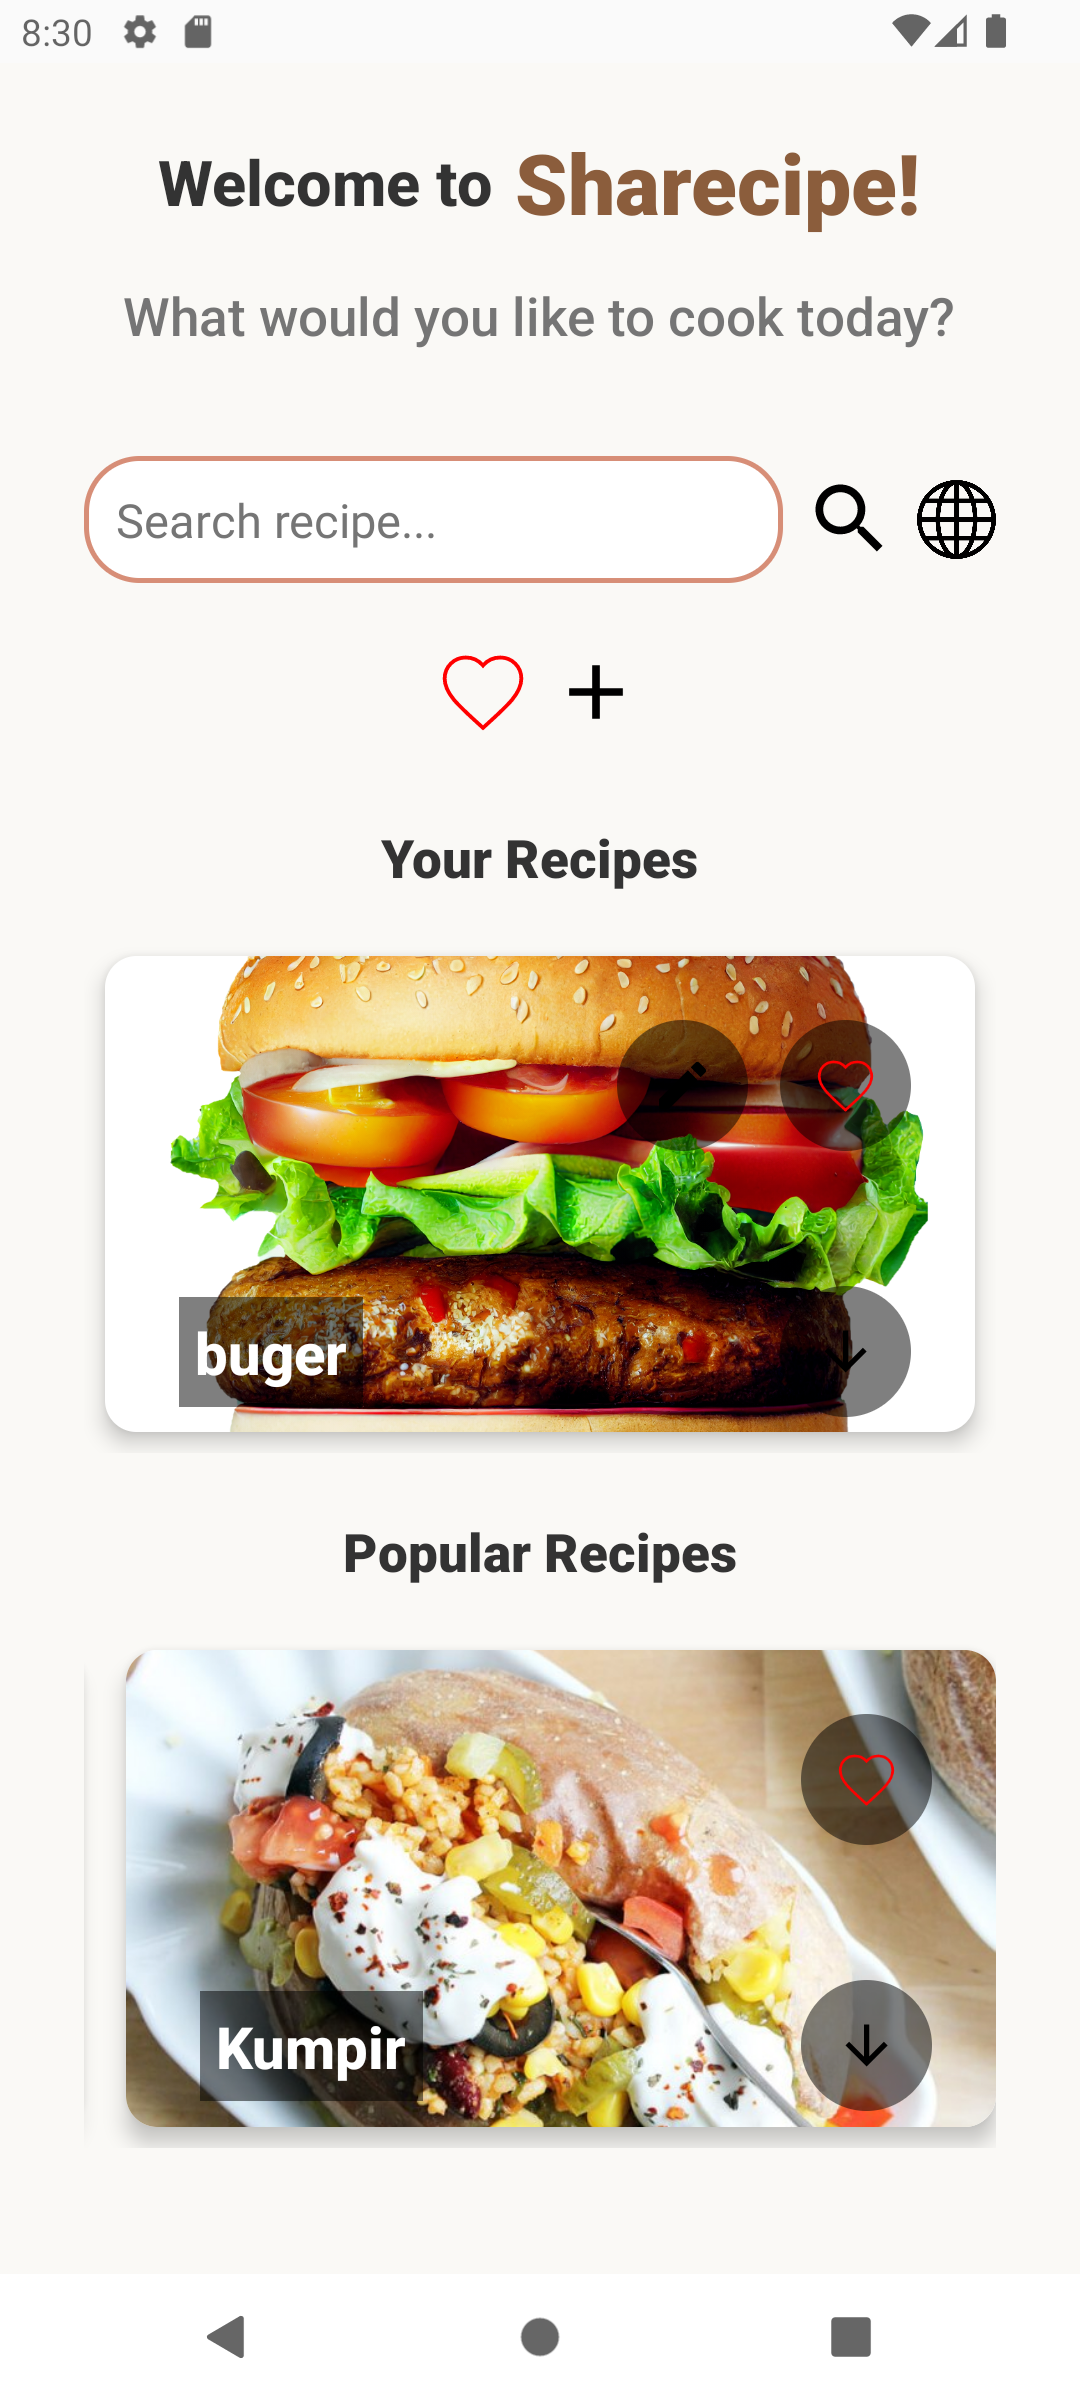 8:30
Welcome to Sharecipe!
What would you like to cook today?
Search recipe...
Your Recipes
buger
Popular Recipes
Kumpir